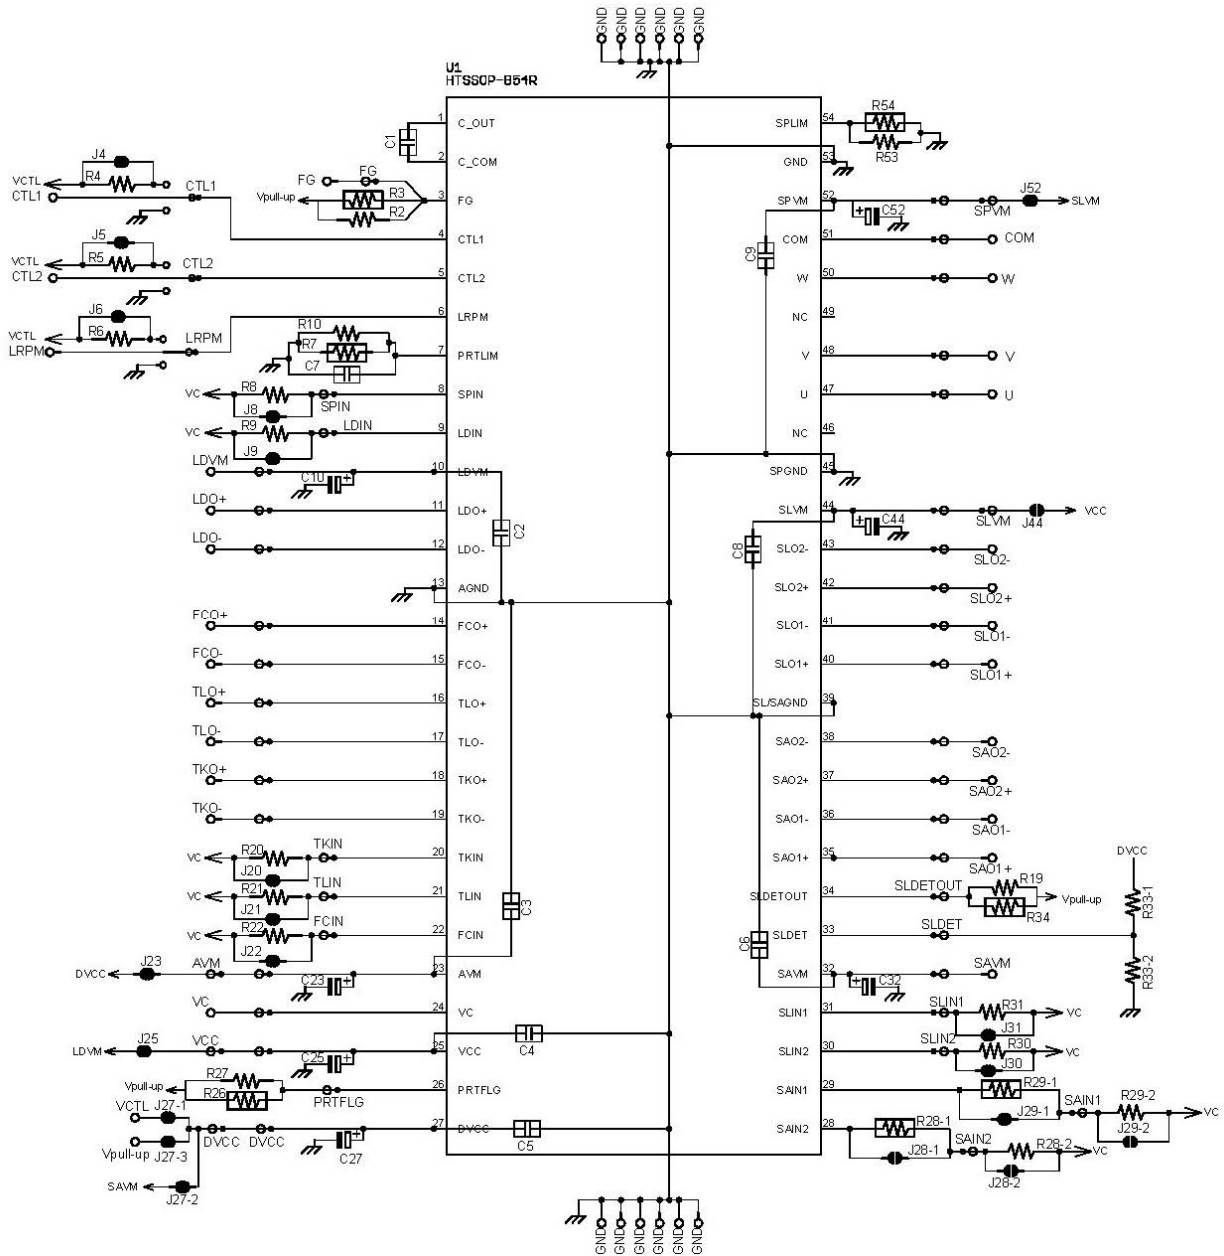 GND GND GND GND GND GND
U1
HTSSOP-B54R
1 C_OUT
C1
2 C_COM
J4
VCTL R4
CTL1 CTL1
FG FG
Vpull-up R3
R2
3 FG
4 CTL1
J5
VCTL R5
CTL2 CTL2
5 CTL2
J6
VCTL R6
LRPM LRPM
6 LRPM
R10
R7
C7
7 PRTLIM
VC R8
J8 SPIN
8 SPIN
VC R9 LDIN
J9
9 LDIN
LDVM C10 10 LDVM
LDO+ 11 LDO+
C2
LDO- 12 LDO-
13 AGND
FCO+ 14 FCO+
FCO- 15 FCO-
TLO+ 16 TLO+
TLO- 17 TLO-
TKO+ 18 TKO+
TKO- 19 TKO-
VC R20 TKIN 20 TKIN
J20
VC R21 TLIN 21 TLIN
J21
C3
VC R22 FCIN 22 FCIN
J22
DVCC J23 AVM C23 23 AVM
VC 24 VC
C4
LDVM J25 VCC C25 25 VCC
R27
Vpull-up R26 PRTFLG 26 PRTFLG
VCTL J27-1
DVCC DVCC C27 27 DVCC
C5
Vpull-up J27-3
SAVM J27-2
SPLIM 54 R54
R53
GND 53
SPVM 52 C52 SPVM J52 SLVM
COM 51 COM
C9
W 50 W
NC 49
V 48 V
U 47 U
NC 46
SPGND 45
SLVM 44 C44 SLVM J44 VCC
C8
SLO2- 43 SLO2-
SLO2+ 42 SLO2+
SLO1- 41 SLO1-
SLO1+ 40 SLO1+
SL/SAGND 39
SAO2- 38 SAO2-
SAO2+ 37 SAO2+
SAO1- 36 SAO1-
SAO1+ 35 SAO1+
DVCC
SLDETOUT 34 SLDETOUT R19
R34 Vpull-up
R33-1
SLDET 33 SLDET
C6
R33-2
SAVM 32 C32 SAVM
SLIN1 31 SLIN1 R31 VC
J31
SLIN2 30 SLIN2 R30 VC
J30
SAIN1 29 R29-1
J29-1 SAIN1 R29-2 VC
J29-2
SAIN2 28 R28-1
J28-1 SAIN2 R28-2 VC
J28-2
GND GND GND GND GND GND